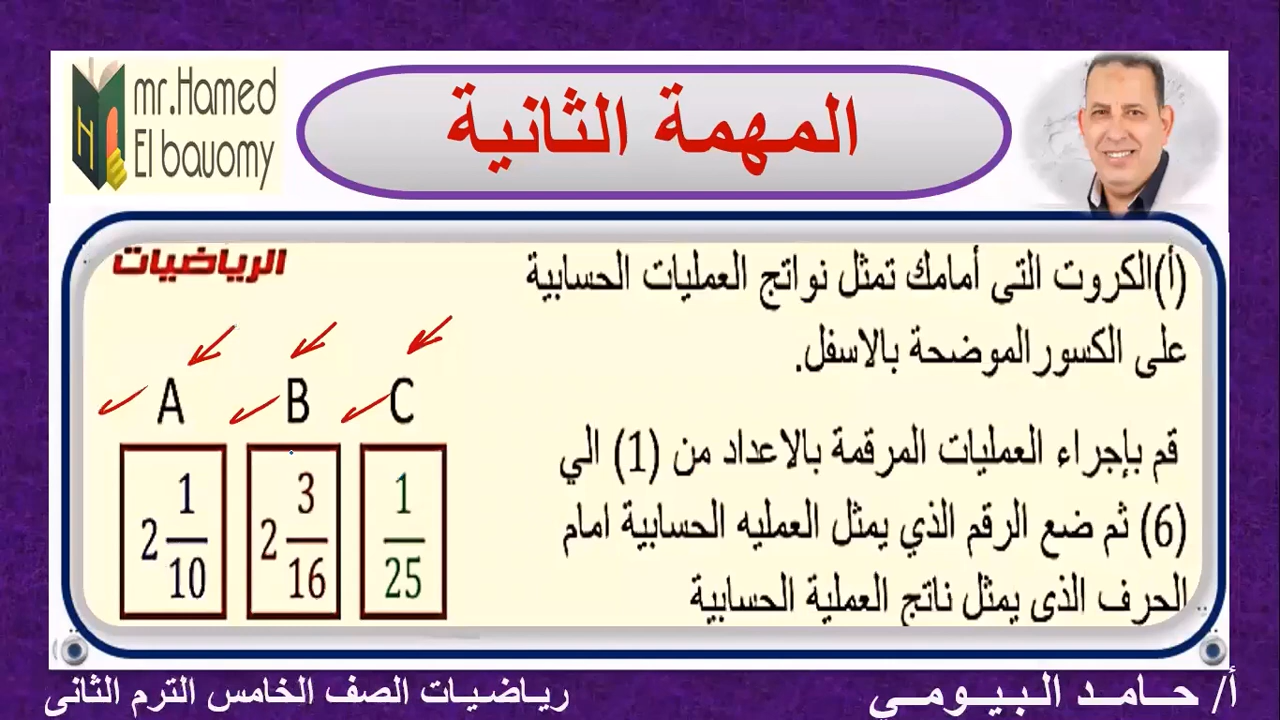 mr.Hamed
El bauomy
المهمة الثانية
الرياضيات
(أ)الكروت التى أمامك تمثل نواتج العمليات الحسابية
على الكسور الموضحة بالاسفل.
قم بإجراء العمليات المرقمة بالاعداد من (1) الي
(6) ثم ضع الرقم الذي يمثل العمليه الحسابية امام
الحرف الذى يمثل ناتج العملية الحسابية
A B C
2 1/10 2 3/16 1/25
أ/ حـامـد الـبـيـومـي
رياضيات الصف الخامس الترم الثانى